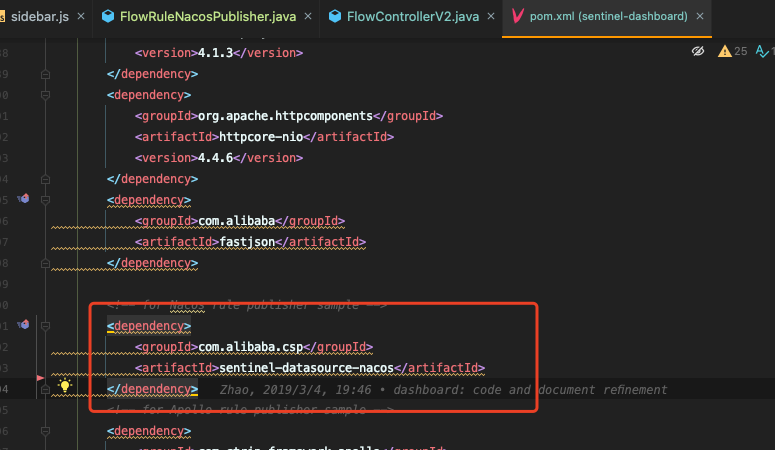 sidebar.js ×
FlowRuleNacosPublisher.java ×
FlowControllerV2.java ×
pom.xml (sentinel-dashboard) ×
25
<version>4.1.3</version>
</dependency>
<dependency>
<groupId>org.apache.httpcomponents</groupId>
<artifactId>httpcore-nio</artifactId>
<version>4.4.6</version>
</dependency>
<dependency>
<groupId>com.alibaba</groupId>
<artifactId>fastjson</artifactId>
</dependency>
<!-- for Nacos rule publisher sample -->
<dependency>
<groupId>com.alibaba.csp</groupId>
<artifactId>sentinel-datasource-nacos</artifactId>
</dependency> Zhao, 2019/3/4, 19:46 • dashboard: code and document refinement
<!-- for Apollo rule publisher sample -->
<dependency>